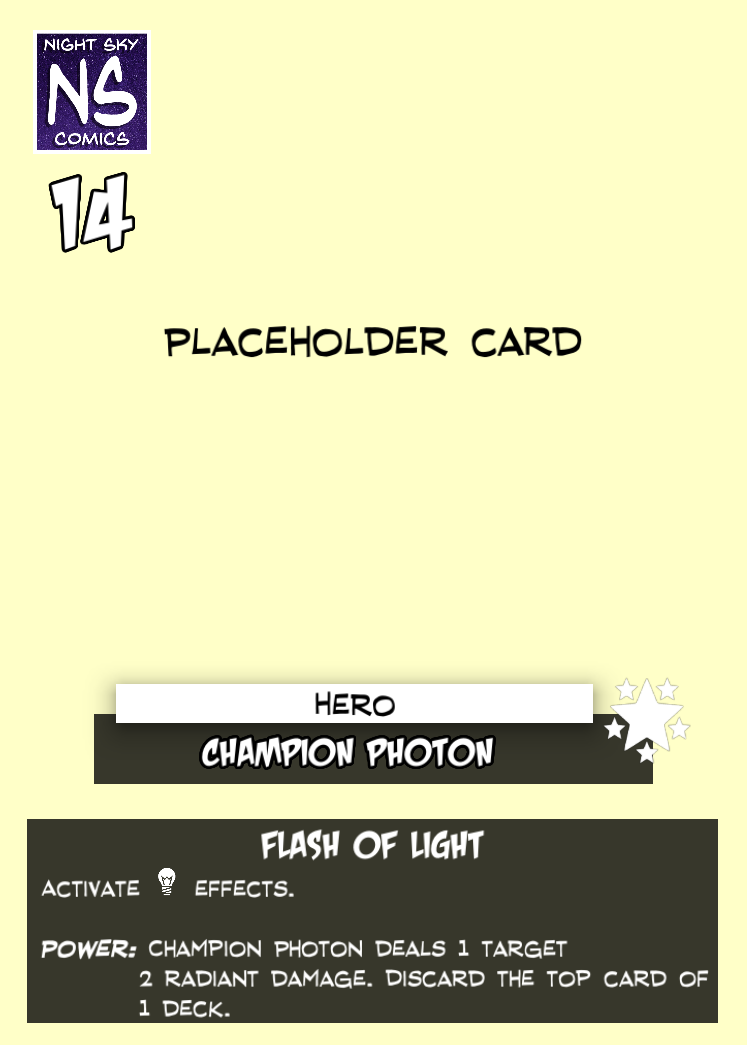 NIGHT SKY
NS
COMICS
14
PLACEHOLDER CARD
HERO
CHAMPION PHOTON
FLASH OF LIGHT
ACTIVATE EFFECTS.
POWER: CHAMPION PHOTON DEALS 1 TARGET
2 RADIANT DAMAGE. DISCARD THE TOP CARD OF
1 DECK.